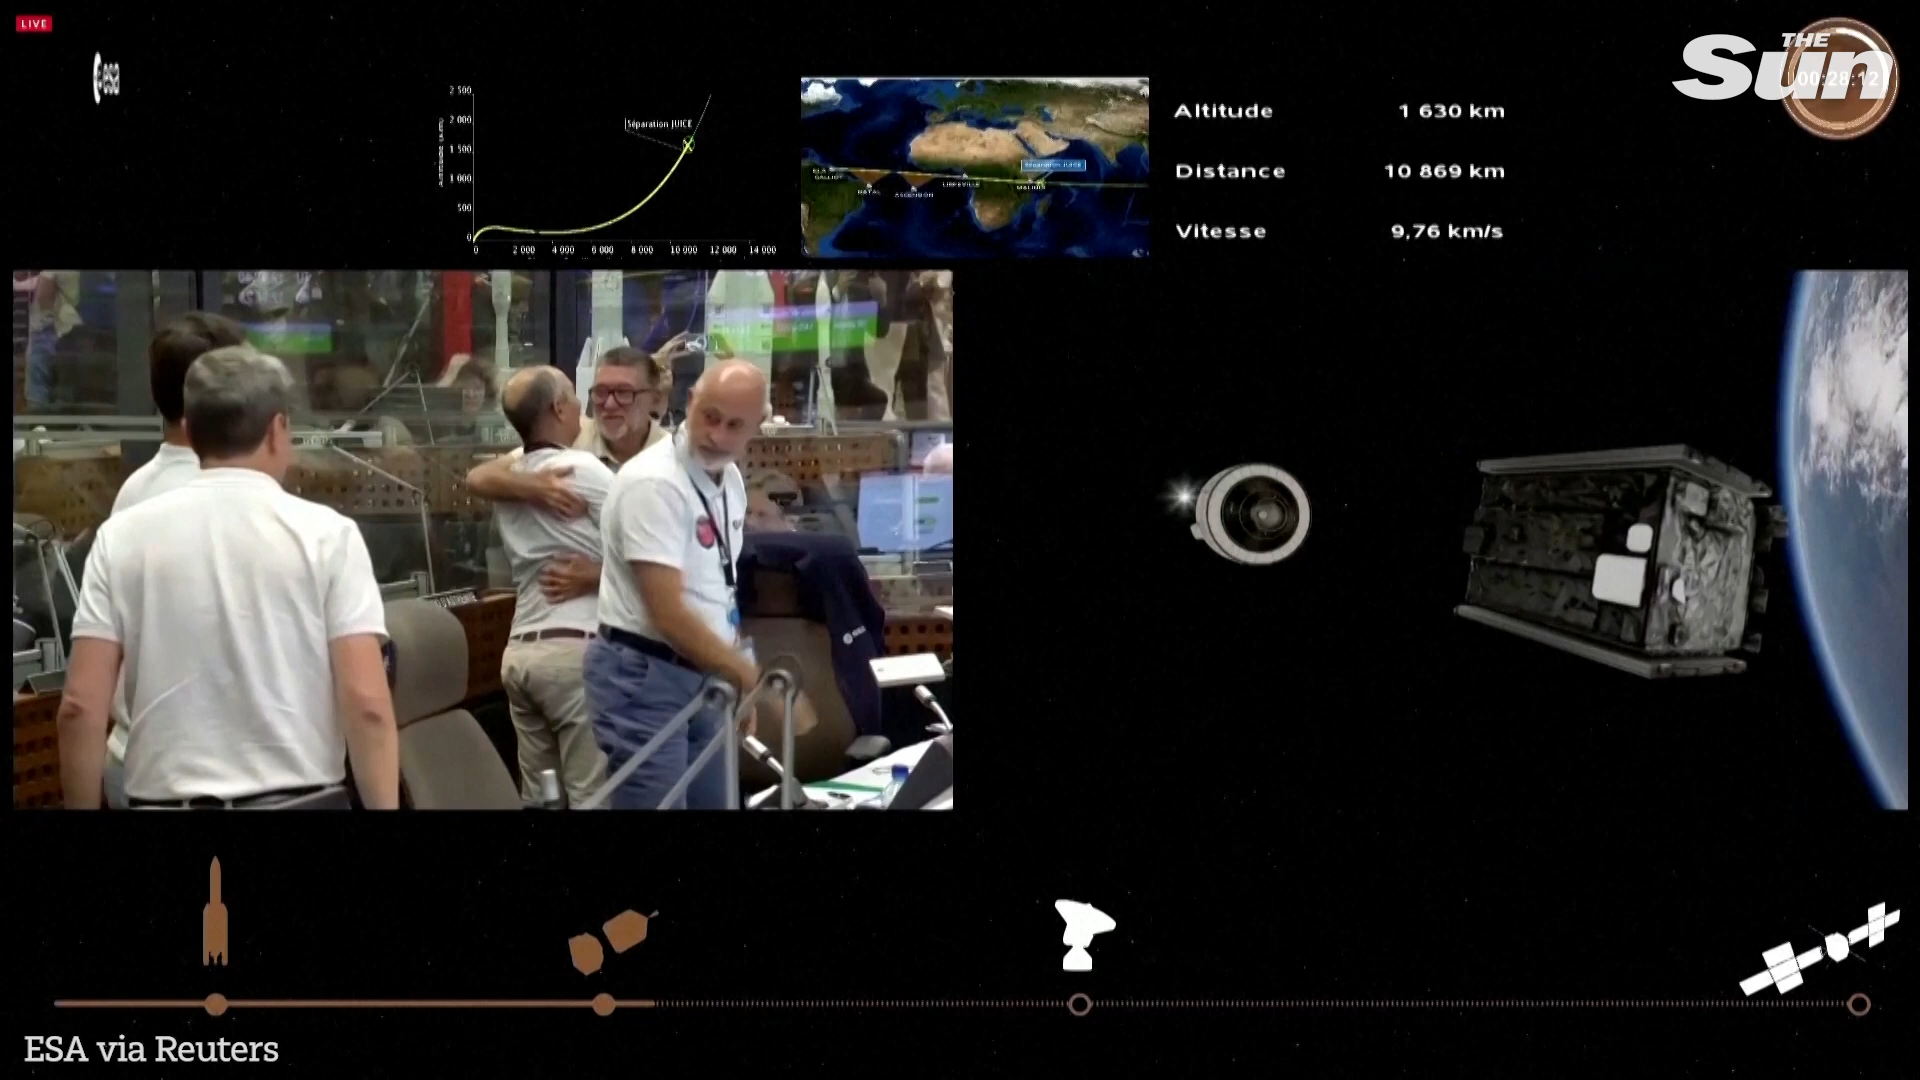 LIVE
THE
Sun
00:28:12
esa
2 500
2 000
1 500
1 000
500
0
Séparation JUICE
0 2 000 4 000 6 000 8 000 10 000 12 000 14 000
Séparation JUICE
NATAL
ASCENSION
LIBREVILLE
MALINDI
Altitude 1 630 km
Distance 10 869 km
Vitesse 9,76 km/s
esa
ESA via Reuters